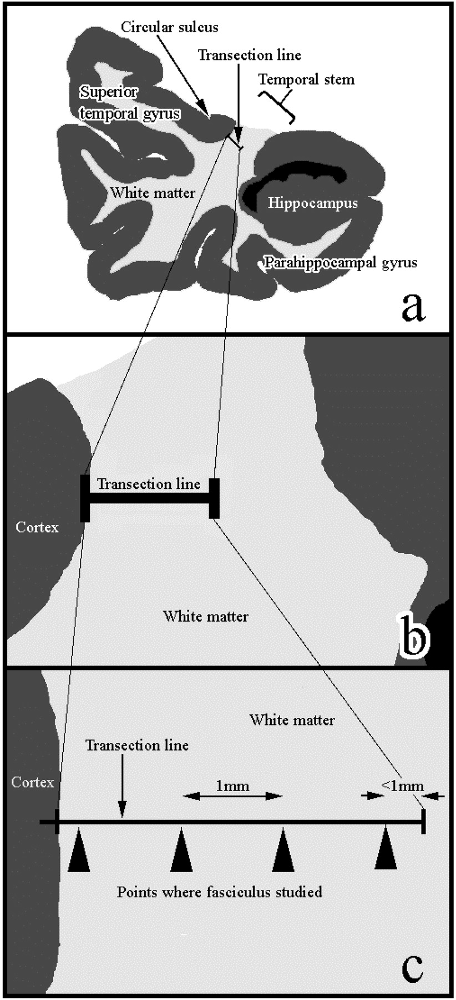 Circular sulcus
Transection line
Temporal stem
Superior
temporal gyrus
White matter
Hippocampus
Parahippocampal gyrus
a
Transection line
Cortex
White matter
b
White matter
Transection line
Cortex
1mm
<1mm
Points where fasciculus studied
c